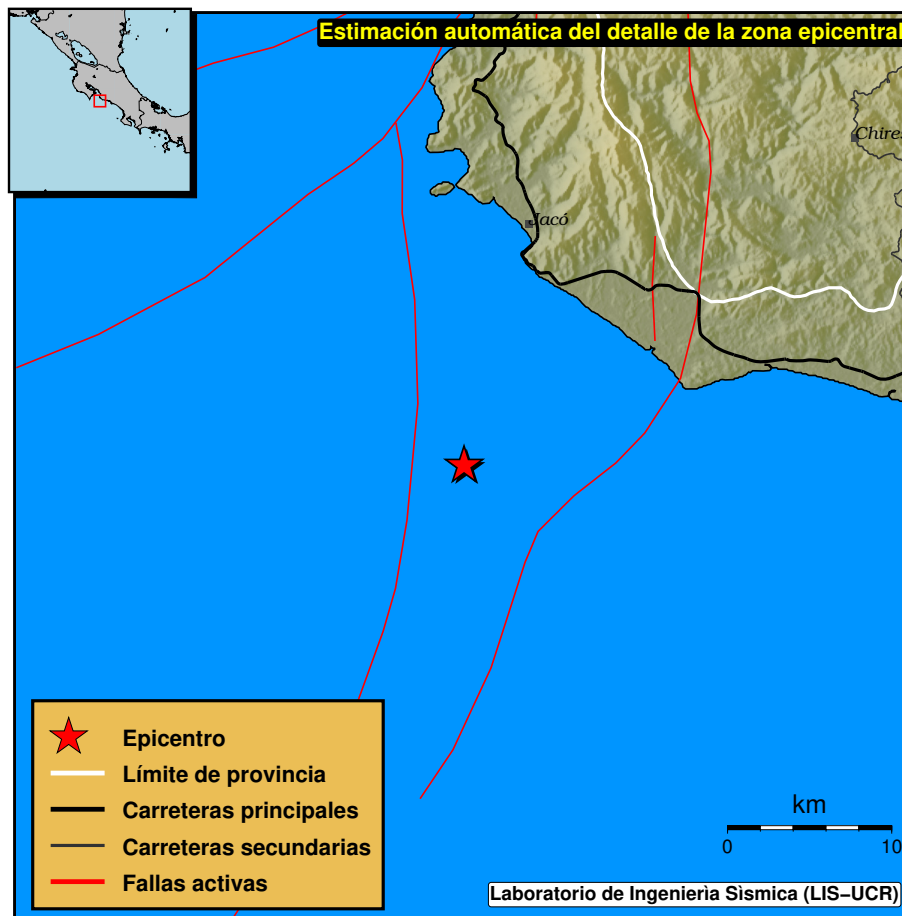 Estimación automática del detalle de la zona epicentral
Chires
Jacó
Epicentro
Límite de provincia
Carreteras principales
Carreteras secundarias
Fallas activas
km
0 10
Laboratorio de Ingenierìa Sìsmica (LIS−UCR)